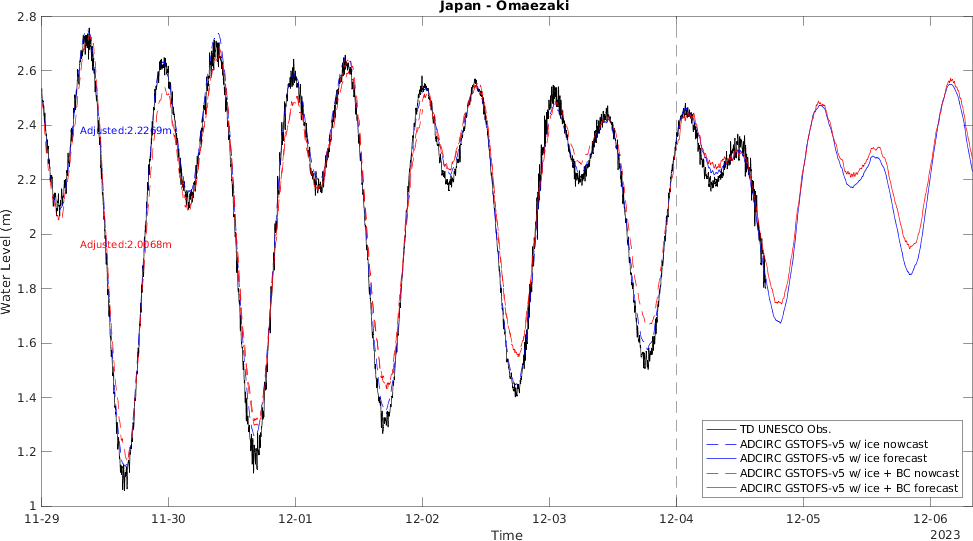 Japan - Omaezaki
2.8
2.6
2.4
2.2
2
1.8
1.6
1.4
1.2
1
Water Level (m)
Adjusted:2.2269m
Adjusted:2.0068m
TD UNESCO Obs.
ADCIRC GSTOFS-v5 w/ ice nowcast
ADCIRC GSTOFS-v5 w/ ice forecast
ADCIRC GSTOFS-v5 w/ ice + BC nowcast
ADCIRC GSTOFS-v5 w/ ice + BC forecast
11-29 11-30 12-01 12-02 12-03 12-04 12-05 12-06
Time
2023